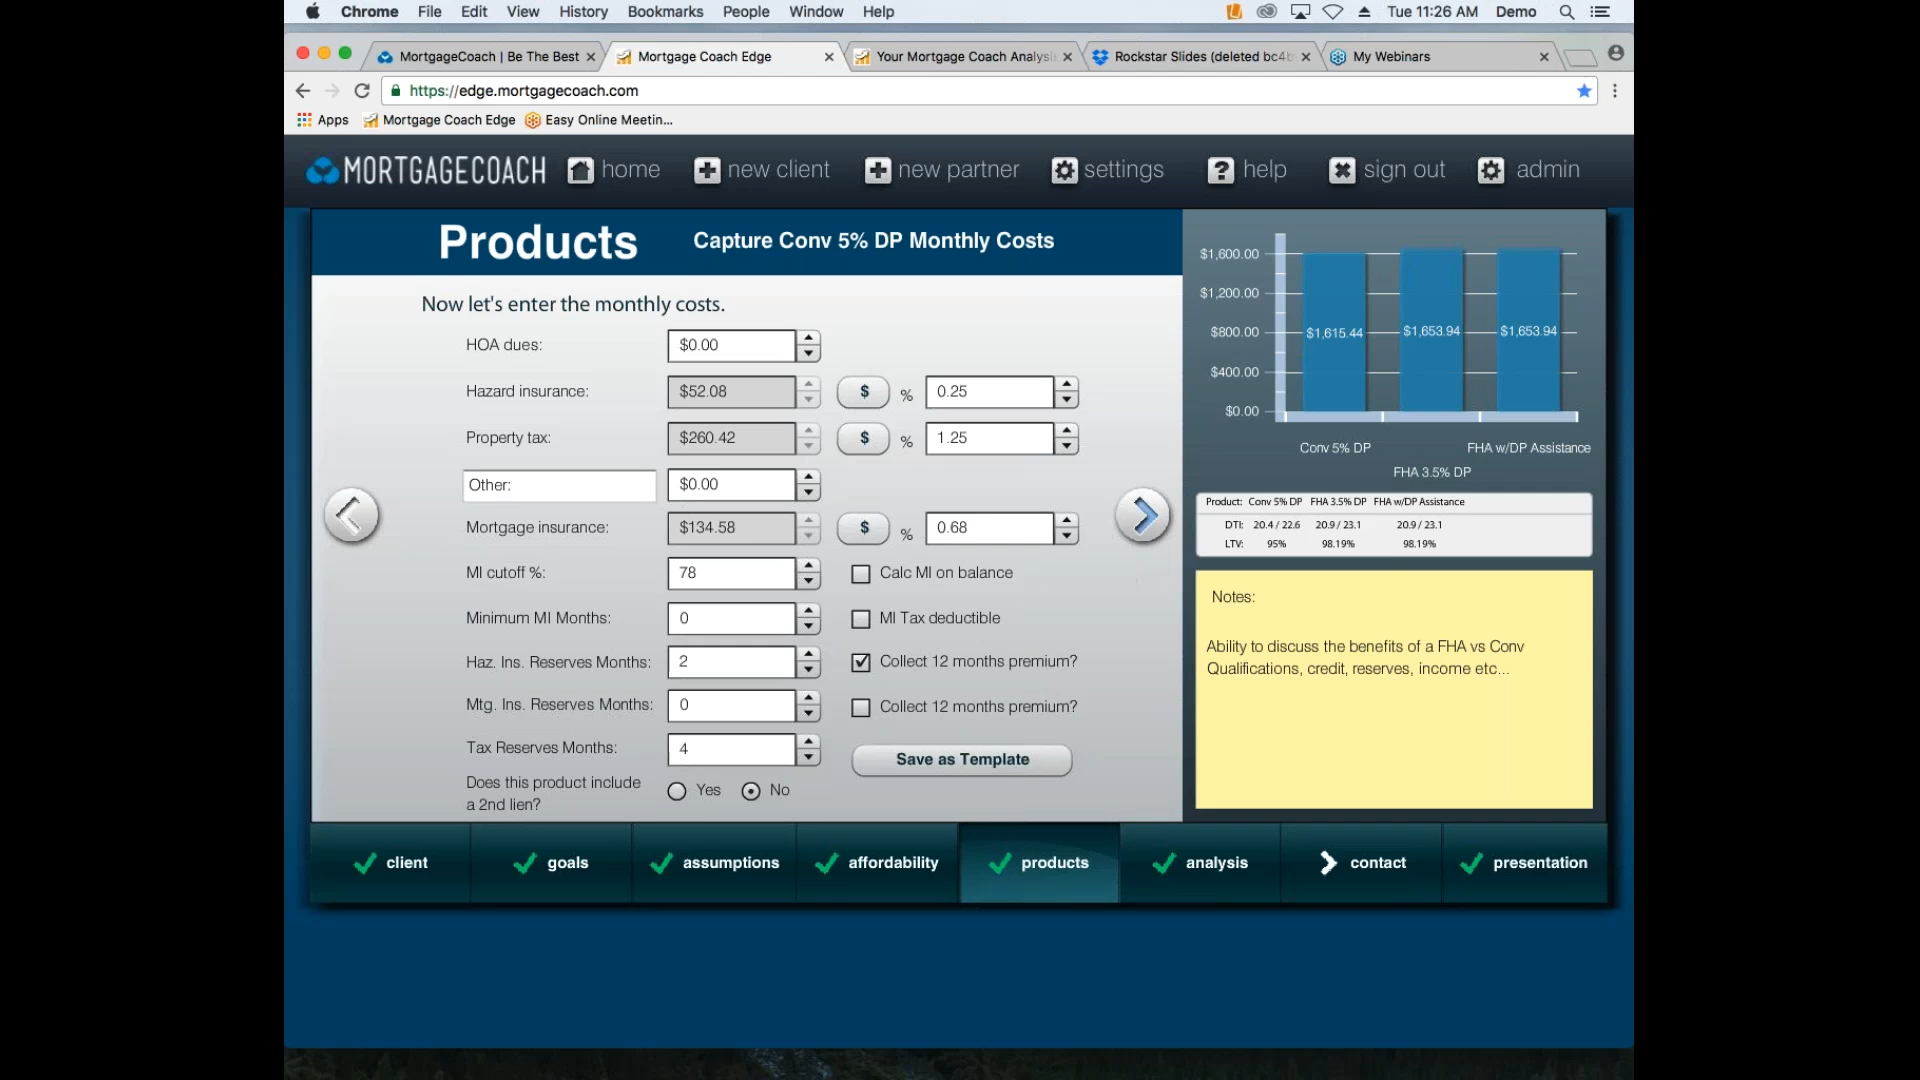 Chrome File Edit View History Bookmarks People Window Help Tue 11:26 AM Demo
MortgageCoach | Be The Best Mortgage Coach Edge Your Mortgage Coach Analysi Rockstar Slides (deleted bc4b My Webinars
https://edge.mortgagecoach.com
Apps Mortgage Coach Edge Easy Online Meetin...
MORTGAGECOACH home new client new partner settings help sign out admin
Products Capture Conv 5% DP Monthly Costs
Now let's enter the monthly costs.
HOA dues: $0.00
Hazard insurance: $52.08 $ % 0.25
Property tax: $260.42 $ % 1.25
Other: $0.00
Mortgage insurance: $134.58 $ % 0.68
MI cutoff %: 78 Calc MI on balance
Minimum MI Months: 0 MI Tax deductible
Haz. Ins. Reserves Months: 2 Collect 12 months premium?
Mtg. Ins. Reserves Months: 0 Collect 12 months premium?
Tax Reserves Months: 4 Save as Template
Does this product include
a 2nd lien? Yes No
$1,600.00
$1,200.00
$800.00 $1,615.44 $1,653.94 $1,653.94
$400.00
$0.00
Conv 5% DP FHA w/DP Assistance
FHA 3.5% DP
Product: Conv 5% DP FHA 3.5% DP FHA w/DP Assistance
DTI: 20.4 / 22.6 20.9 / 23.1 20.9 / 23.1
LTV: 95% 98.19% 98.19%
Notes:
Ability to discuss the benefits of a FHA vs Conv
Qualifications, credit, reserves, income etc...
client goals assumptions affordability products analysis contact presentation